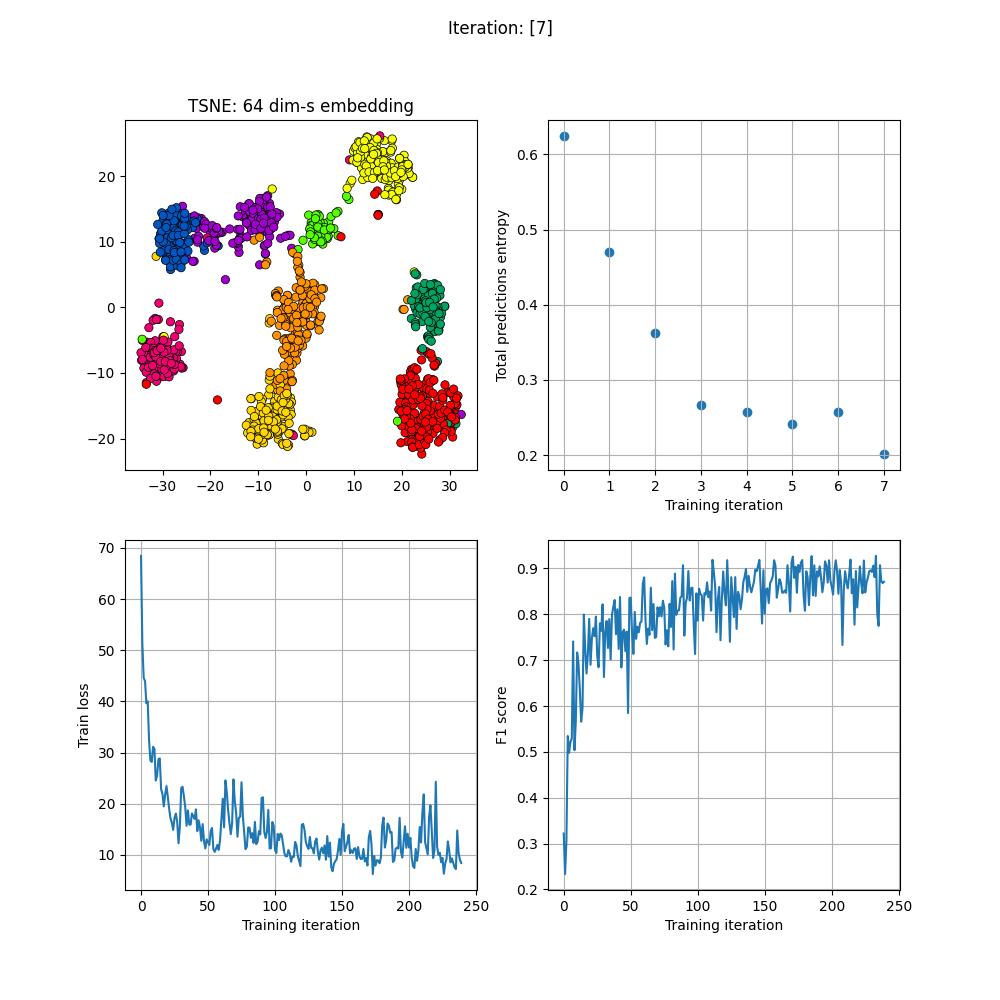 Iteration: [7]
TSNE: 64 dim-s embedding
20
10
0
−10
−20
−30 −20 −10 0 10 20 30
Total predictions entropy
0.6
0.5
0.4
0.3
0.2
0 1 2 3 4 5 6 7
Training iteration
Train loss
70
60
50
40
30
20
10
0 50 100 150 200 250
Training iteration
F1 score
0.9
0.8
0.7
0.6
0.5
0.4
0.3
0.2
0 50 100 150 200 250
Training iteration